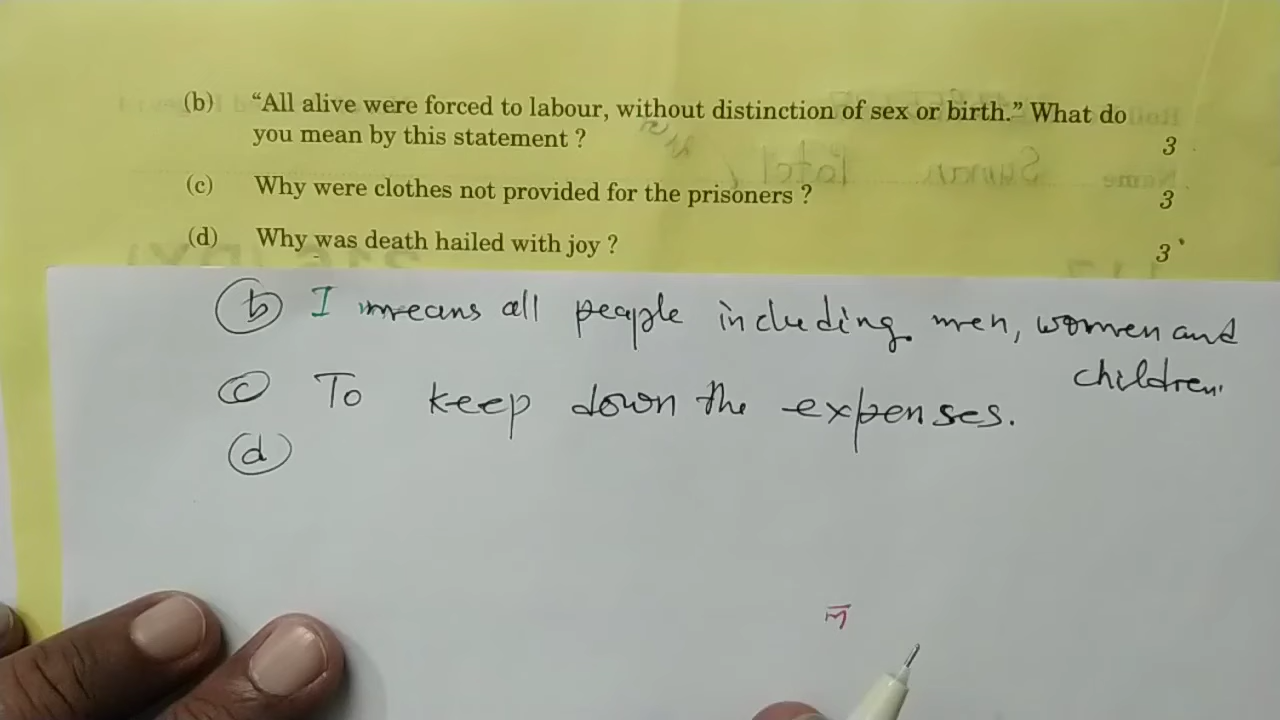 (b) "All alive were forced to labour, without distinction of sex or birth." What do
you mean by this statement ? 3
(c) Why were clothes not provided for the prisoners ? 3
(d) Why was death hailed with joy ? 3
(b) I means all people including men, women and
children.
(c) To keep down the expenses.
(d)